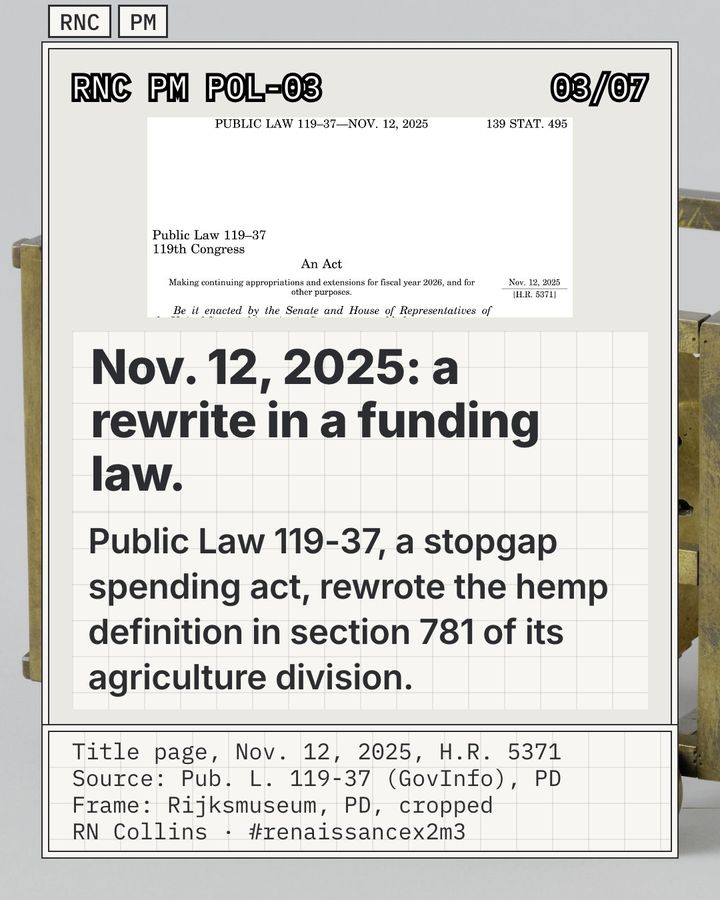 RNC PM
RNC PM POL-03 03/07
PUBLIC LAW 119–37—NOV. 12, 2025 139 STAT. 495
Public Law 119–37
119th Congress
An Act
Making continuing appropriations and extensions for fiscal year 2026, and for
other purposes.
Nov. 12, 2025
[H.R. 5371]
Be it enacted by the Senate and House of Representatives of
Nov. 12, 2025: a
rewrite in a funding
law.
Public Law 119-37, a stopgap
spending act, rewrote the hemp
definition in section 781 of its
agriculture division.
Title page, Nov. 12, 2025, H.R. 5371
Source: Pub. L. 119-37 (GovInfo), PD
Frame: Rijksmuseum, PD, cropped
RN Collins · #renaissancex2m3